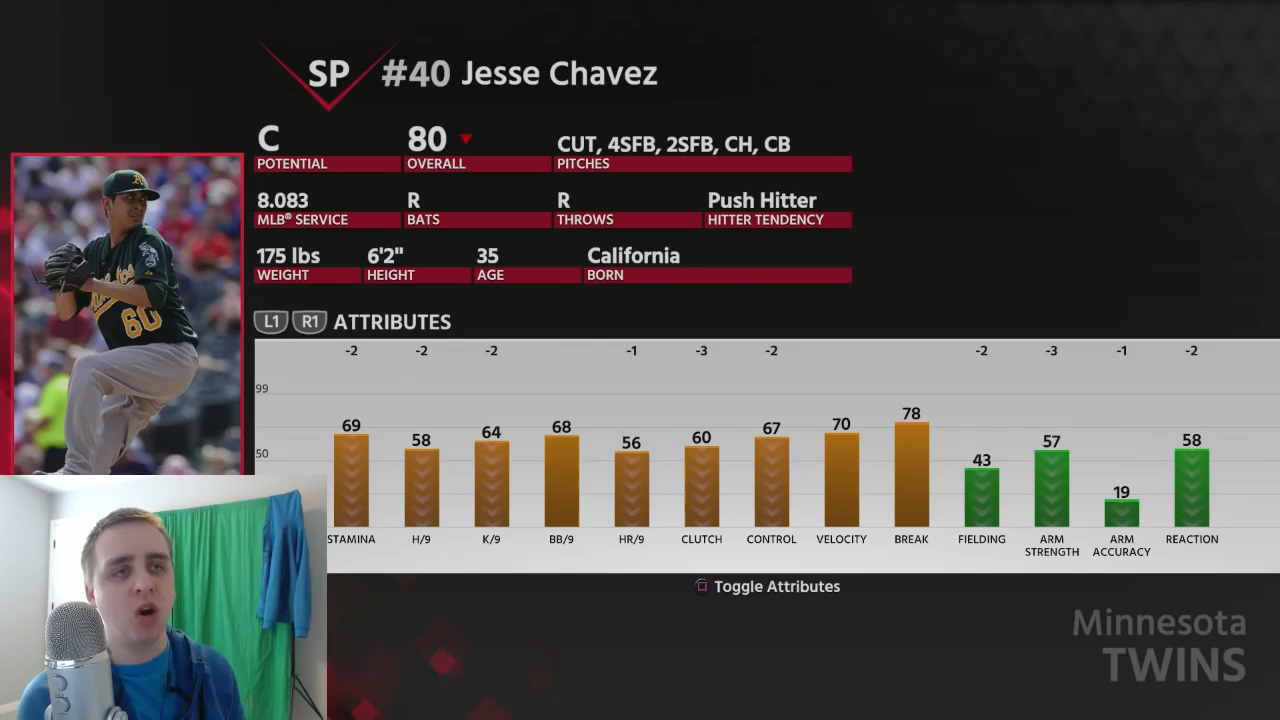 SP #40 Jesse Chavez
C 80 CUT, 4SFB, 2SFB, CH, CB
POTENTIAL OVERALL PITCHES
8.083 R R Push Hitter
MLB® SERVICE BATS THROWS HITTER TENDENCY
175 lbs 6'2" 35 California
WEIGHT HEIGHT AGE BORN
L1 R1 ATTRIBUTES
-2 -2 -2 -1 -3 -2 -2 -3 -1 -2
99
50
69 58 64 68 56 60 67 70 78 43 57 19 58
STAMINA H/9 K/9 BB/9 HR/9 CLUTCH CONTROL VELOCITY BREAK FIELDING ARM STRENGTH ARM ACCURACY REACTION
Toggle Attributes
Minnesota
TWINS
A
Athletics
60